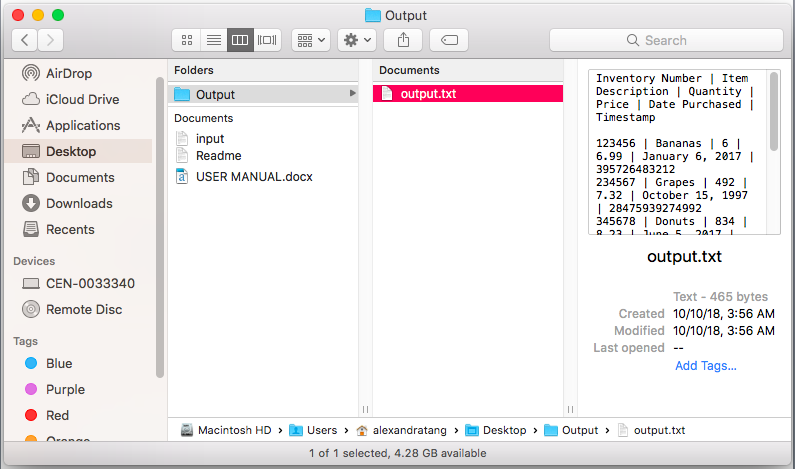 Output
Search
AirDrop
iCloud Drive
Applications
Desktop
Documents
Downloads
Recents
Devices
CEN-0033340
Remote Disc
Tags
Blue
Purple
Red
Orange
Folders
Output
Documents
input
Readme
USER MANUAL.docx
Documents
output.txt
Inventory Number | Item
Description | Quantity |
Price | Date Purchased |
Timestamp
123456 | Bananas | 6 |
6.99 | January 6, 2017 |
395726483212
234567 | Grapes | 492 |
7.32 | October 15, 1997
| 28475939274992
345678 | Donuts | 834 |
8.23 | June 5, 2017 |
output.txt
Text - 465 bytes
Created 10/10/18, 3:56 AM
Modified 10/10/18, 3:56 AM
Last opened --
Add Tags...
Macintosh HD › Users › alexandratang › Desktop › Output › output.txt
1 of 1 selected, 4.28 GB available